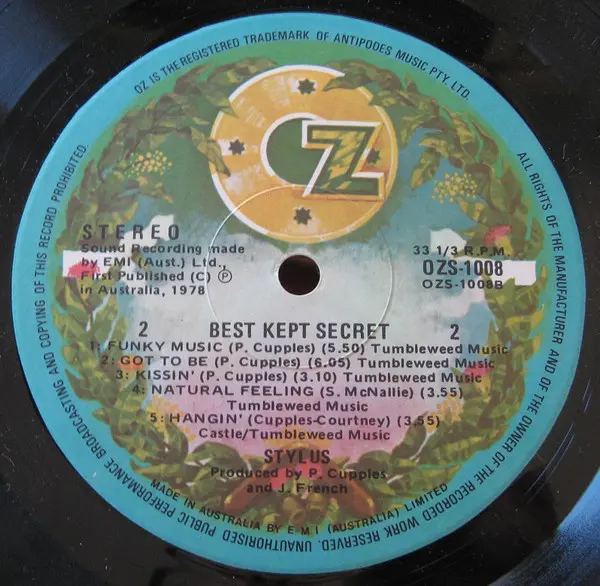 OZ IS THE REGISTERED TRADEMARK OF ANTIPODES MUSIC PTY. LTD.
OZ
STEREO
Sound Recording made
by EMI (Aust.) Ltd.,
First Published (C) Ⓟ
in Australia, 1978
33 1/3 R.P.M.
OZS-1008
OZS-1008B
2 BEST KEPT SECRET 2
1: FUNKY MUSIC (P. Cupples) (5.50) Tumbleweed Music
2: GOT TO BE (P. Cupples) (6.05) Tumbleweed Music
3: KISSIN' (P. Cupples) (3.10) Tumbleweed Music
4: NATURAL FEELING (S. McNallie) (3.55)
Tumbleweed Music
5: HANGIN' (Cupples-Courtney) (3.55)
Castle/Tumbleweed Music
STYLUS
Produced by P. Cupples
and J. French
MADE IN AUSTRALIA BY E M I (AUSTRALIA) LIMITED
ALL RIGHTS OF THE MANUFACTURER AND OF THE OWNER OF THE RECORDED WORK RESERVED. UNAUTHORISED PUBLIC PERFORMANCE BROADCASTING AND COPYING OF THIS RECORD PROHIBITED.